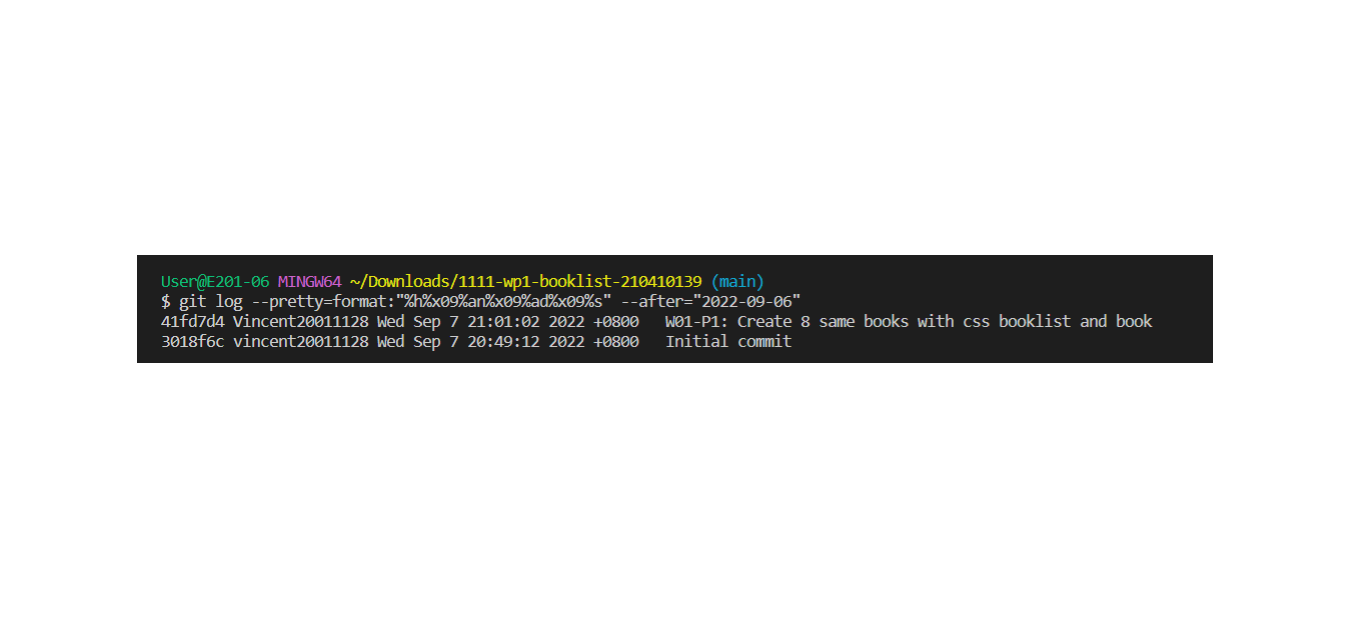 User@E201-06 MINGW64 ~/Downloads/1111-wp1-booklist-210410139 (main)
$ git log --pretty=format:"%h%x09%an%x09%ad%x09%s" --after="2022-09-06"
41fd7d4 Vincent20011128 Wed Sep 7 21:01:02 2022 +0800   W01-P1: Create 8 same books with css booklist and book
3018f6c vincent20011128 Wed Sep 7 20:49:12 2022 +0800   Initial commit